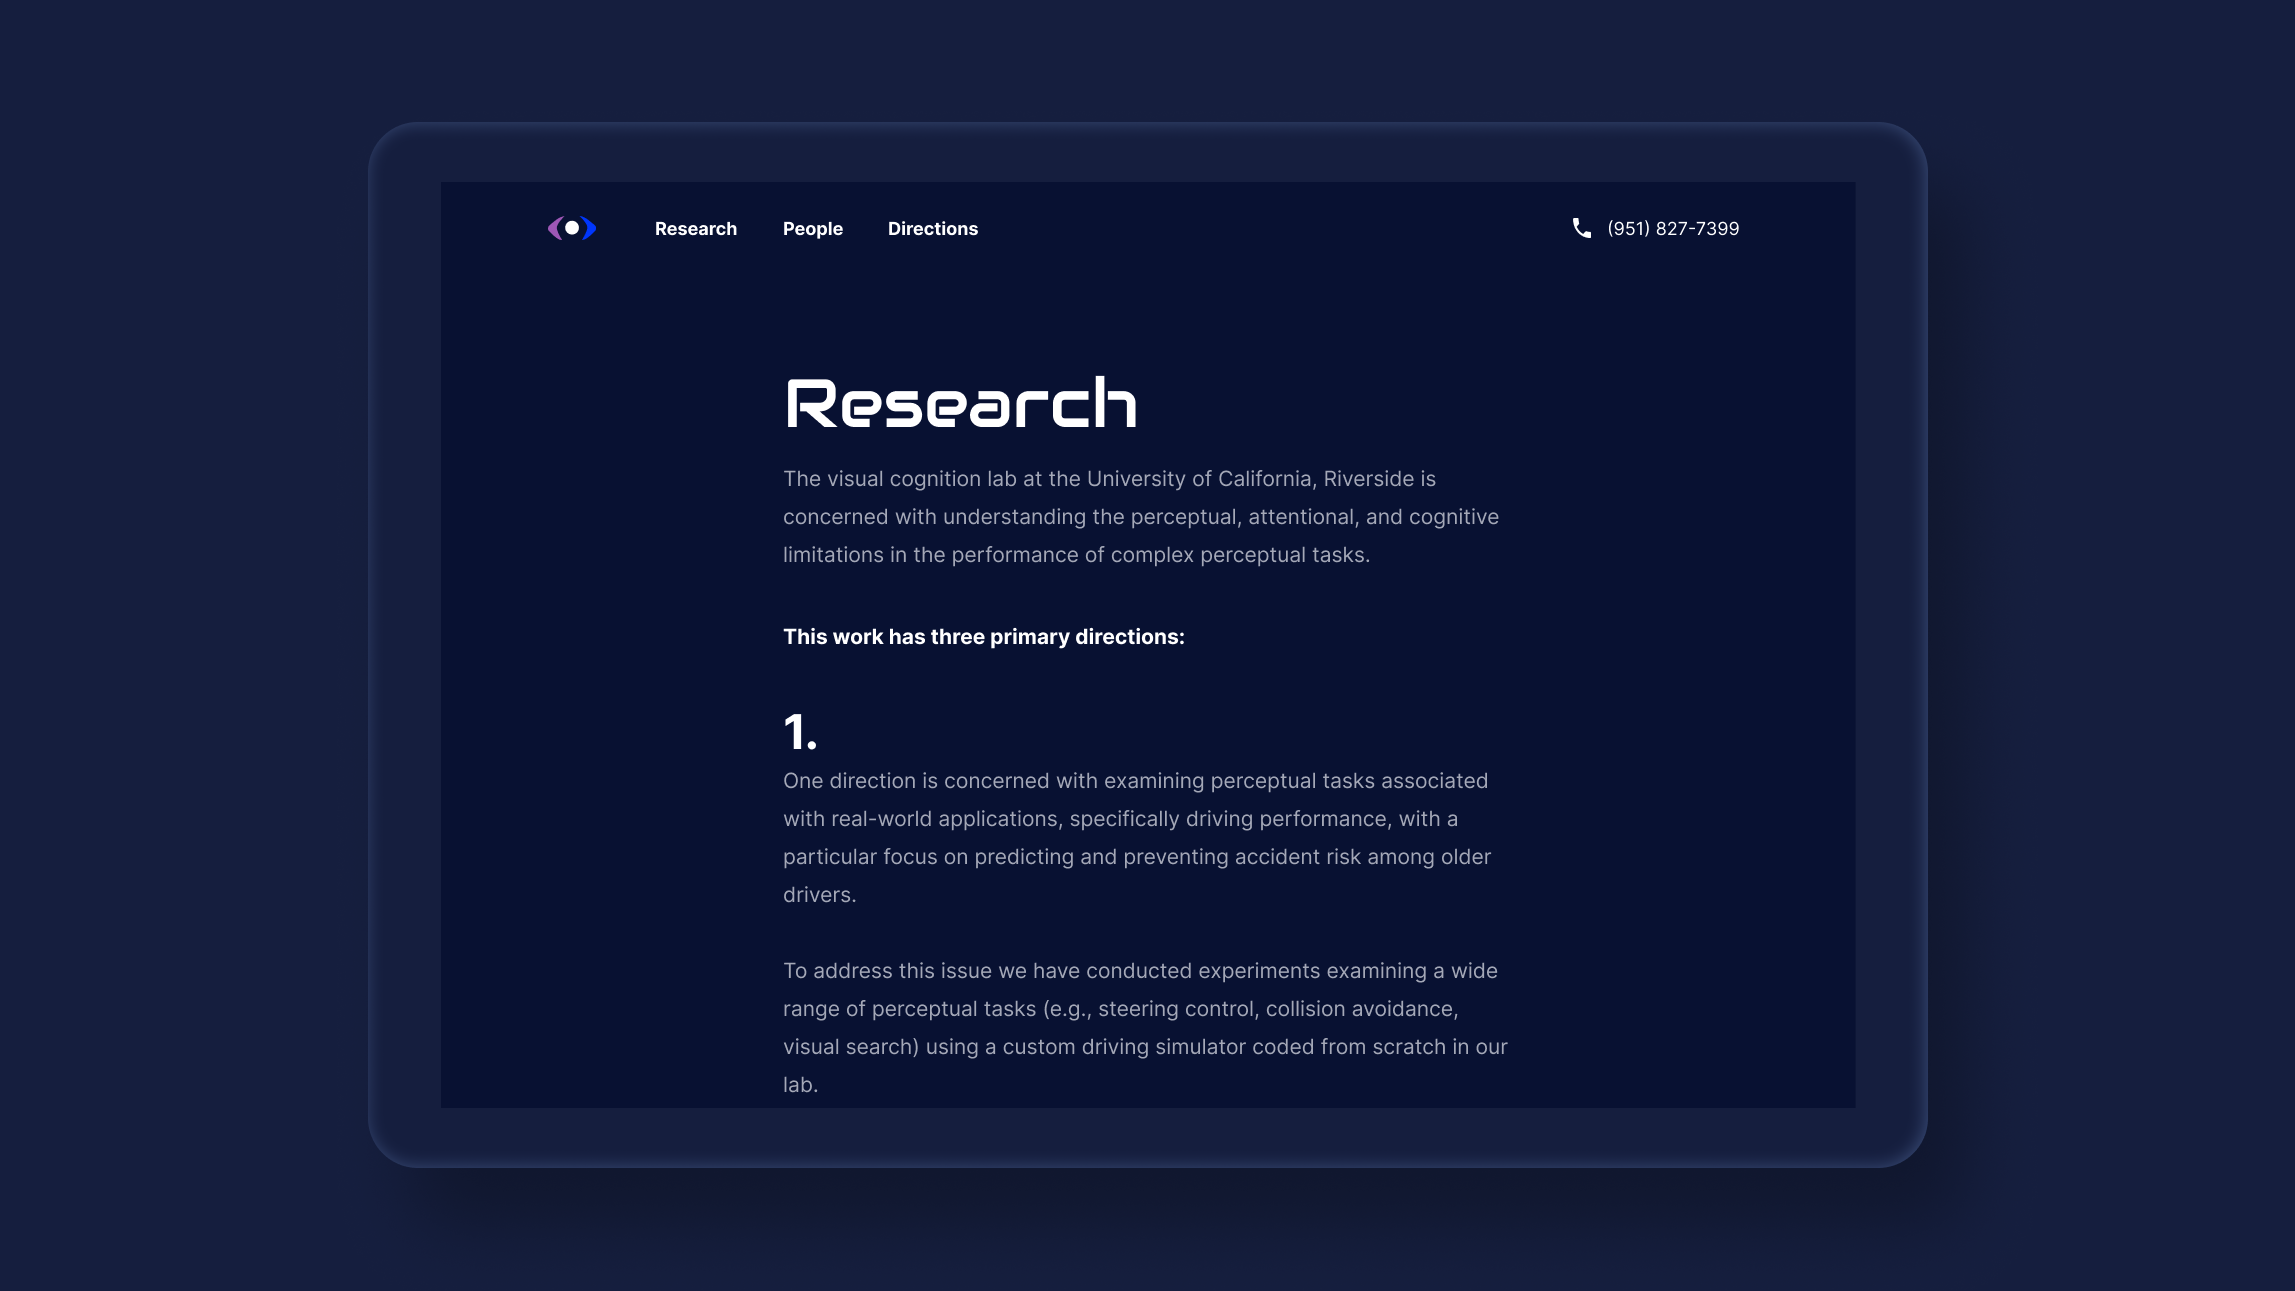 Research People Directions (951) 827-7399
Research
The visual cognition lab at the University of California, Riverside is
concerned with understanding the perceptual, attentional, and cognitive
limitations in the performance of complex perceptual tasks.
This work has three primary directions:
1.
One direction is concerned with examining perceptual tasks associated
with real-world applications, specifically driving performance, with a
particular focus on predicting and preventing accident risk among older
drivers.
To address this issue we have conducted experiments examining a wide
range of perceptual tasks (e.g., steering control, collision avoidance,
visual search) using a custom driving simulator coded from scratch in our
lab.